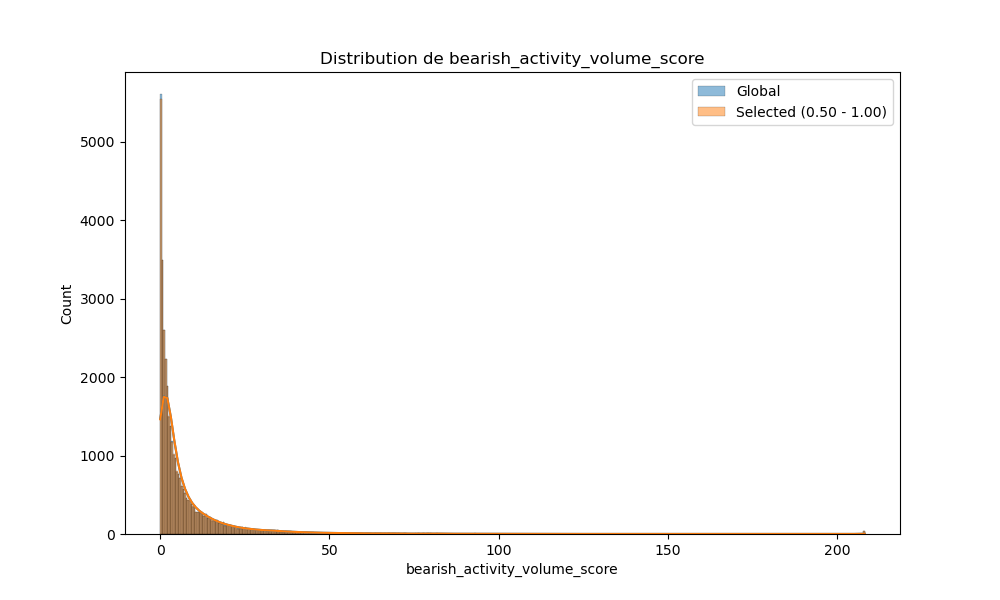 Distribution de bearish_activity_volume_score
Global
Selected (0.50 - 1.00)
5000
4000
3000
2000
1000
0
Count
0 50 100 150 200
bearish_activity_volume_score